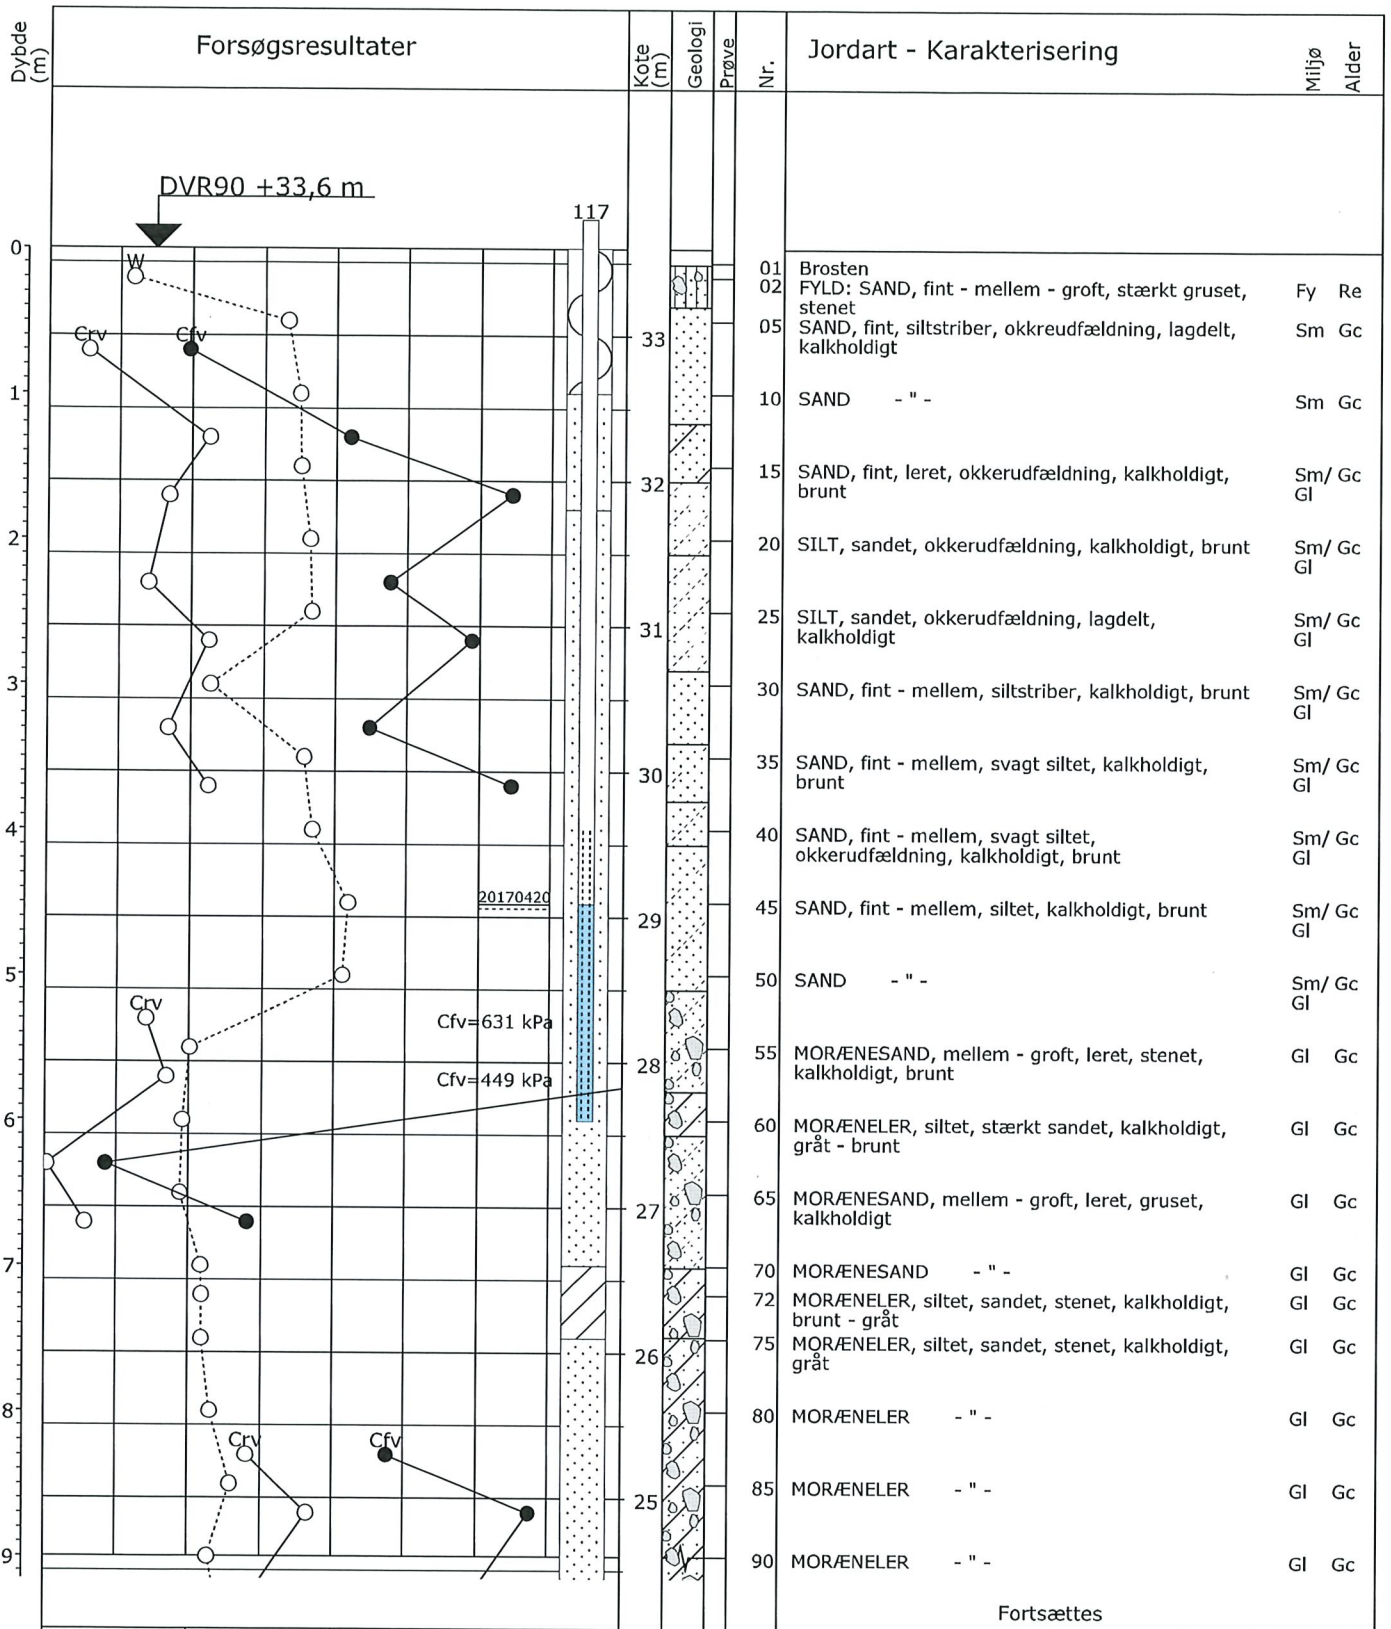 Dybde (m)
Forsøgsresultater
Kote (m)
Geologi
Prøve
Nr.
Jordart - Karakterisering
Miljø
Alder
DVR90 +33,6 m
117
0
W
01 Brosten
02 FYLD: SAND, fint - mellem - groft, stærkt gruset, Fy Re
stenet
Crv Cfv
33
05 SAND, fint, siltstriber, okkreudfældning, lagdelt, Sm Gc
kalkholdigt
1
10 SAND - " - Sm Gc
32
15 SAND, fint, leret, okkerudfældning, kalkholdigt, Sm/ Gc
brunt Gl
2
20 SILT, sandet, okkerudfældning, kalkholdigt, brunt Sm/ Gc
Gl
31
25 SILT, sandet, okkerudfældning, lagdelt, Sm/ Gc
kalkholdigt Gl
3
30 SAND, fint - mellem, siltstriber, kalkholdigt, brunt Sm/ Gc
Gl
30
35 SAND, fint - mellem, svagt siltet, kalkholdigt, Sm/ Gc
brunt Gl
4
40 SAND, fint - mellem, svagt siltet, Sm/ Gc
okkerudfældning, kalkholdigt, brunt Gl
20170420
29
45 SAND, fint - mellem, siltet, kalkholdigt, brunt Sm/ Gc
Gl
5
50 SAND - " - Sm/ Gc
Gl
Crv
Cfv=631 kPa
28
55 MORÆNESAND, mellem - groft, leret, stenet, Gl Gc
kalkholdigt, brunt
Cfv=449 kPa
6
60 MORÆNELER, siltet, stærkt sandet, kalkholdigt, Gl Gc
gråt - brunt
27
65 MORÆNESAND, mellem - groft, leret, gruset, Gl Gc
kalkholdigt
7
70 MORÆNESAND - " - Gl Gc
72 MORÆNELER, siltet, sandet, stenet, kalkholdigt, Gl Gc
brunt - gråt
26
75 MORÆNELER, siltet, sandet, stenet, kalkholdigt, Gl Gc
gråt
8
80 MORÆNELER - " - Gl Gc
Crv Cfv
25
85 MORÆNELER - " - Gl Gc
9
90 MORÆNELER - " - Gl Gc
Fortsættes